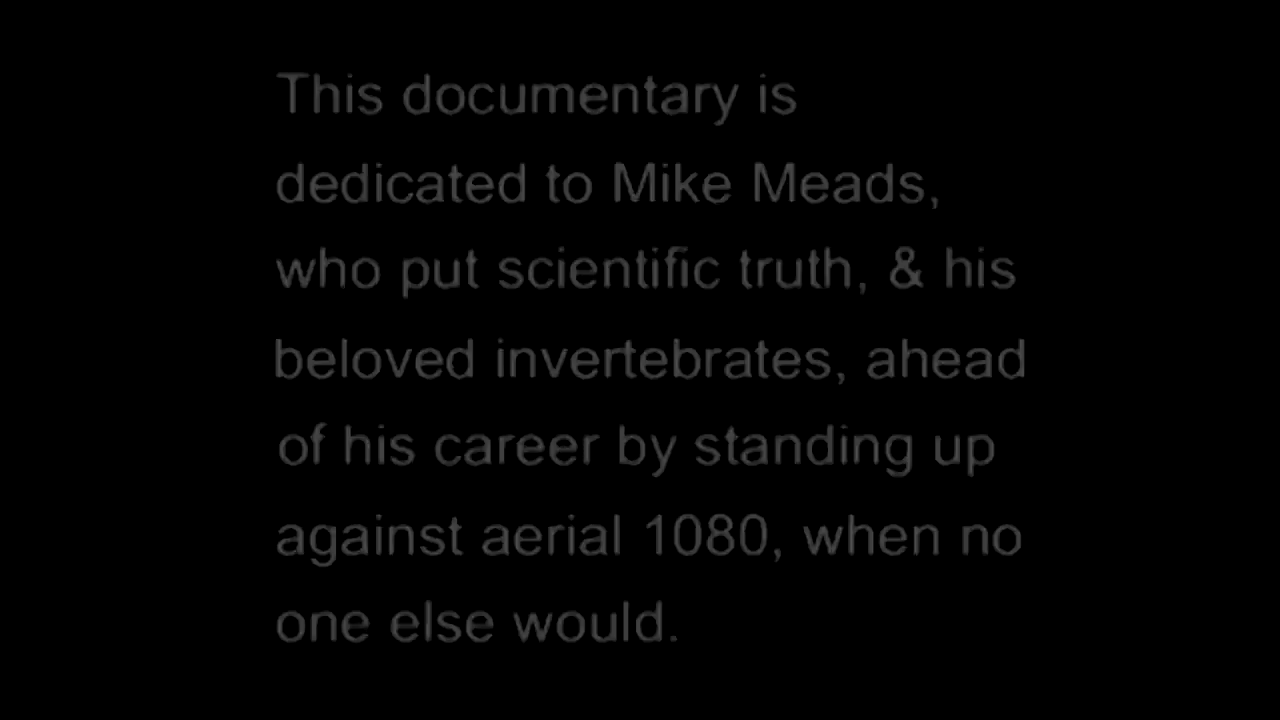 This documentary is
dedicated to Mike Meads,
who put scientific truth, & his
beloved invertebrates, ahead
of his career by standing up
against aerial 1080, when no
one else would.